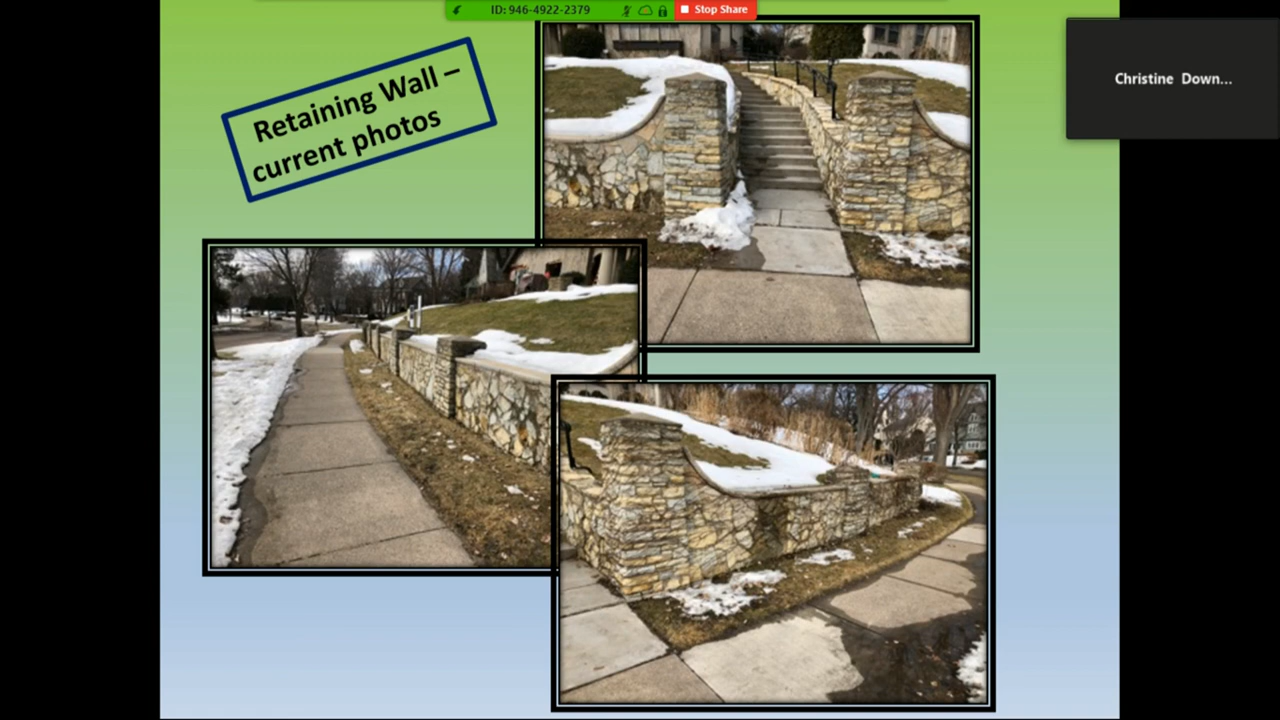 ID: 946-4922-2379
Stop Share
Retaining Wall –
current photos
Christine Down...